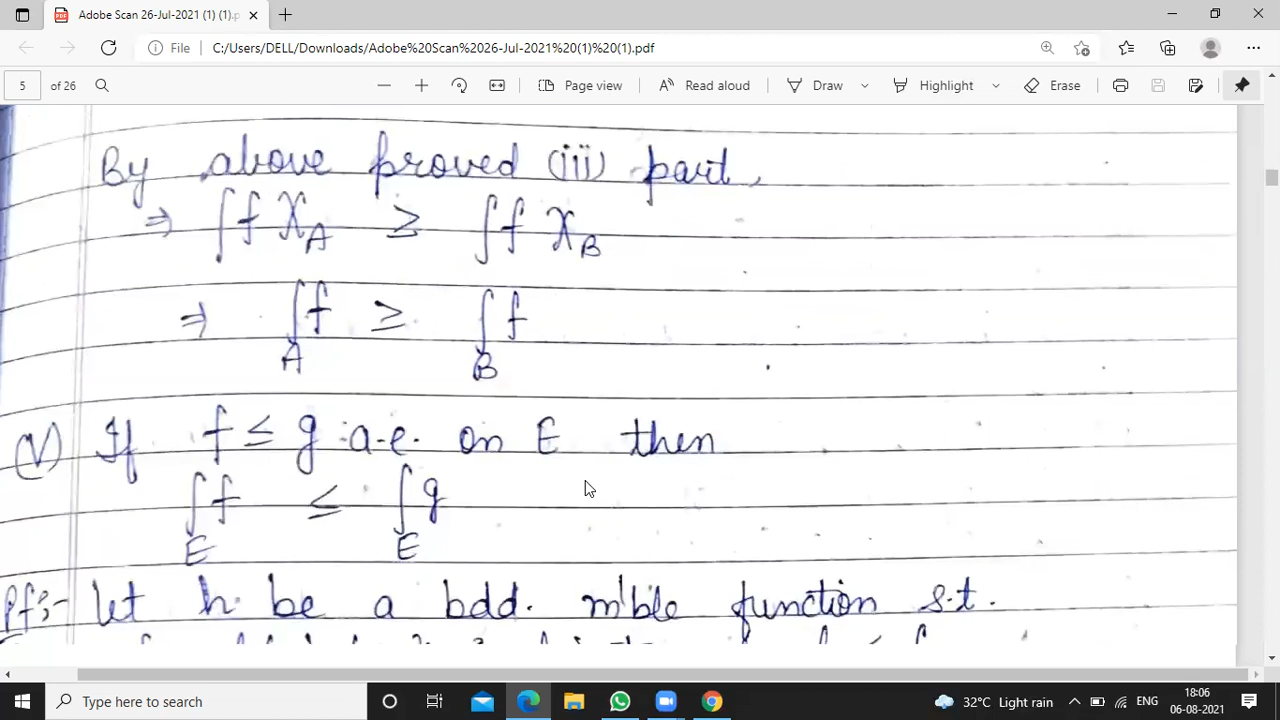 Adobe Scan 26-Jul-2021 (1) (1).p
File C:/Users/DELL/Downloads/Adobe%20Scan%2026-Jul-2021%20(1)%20(1).pdf
5 of 26 Page view Read aloud Draw Highlight Erase
By above proved (iii) part,
⇒ ∫f χ_A ≥ ∫f χ_B
⇒ ∫_A f ≥ ∫_B f
(V) If f ≤ g a.e. on E then
∫_E f ≤ ∫_E g
Pf:- let h be a bdd. m'ble function s.t.
Type here to search 32°C Light rain ENG 18:06
06-08-2021